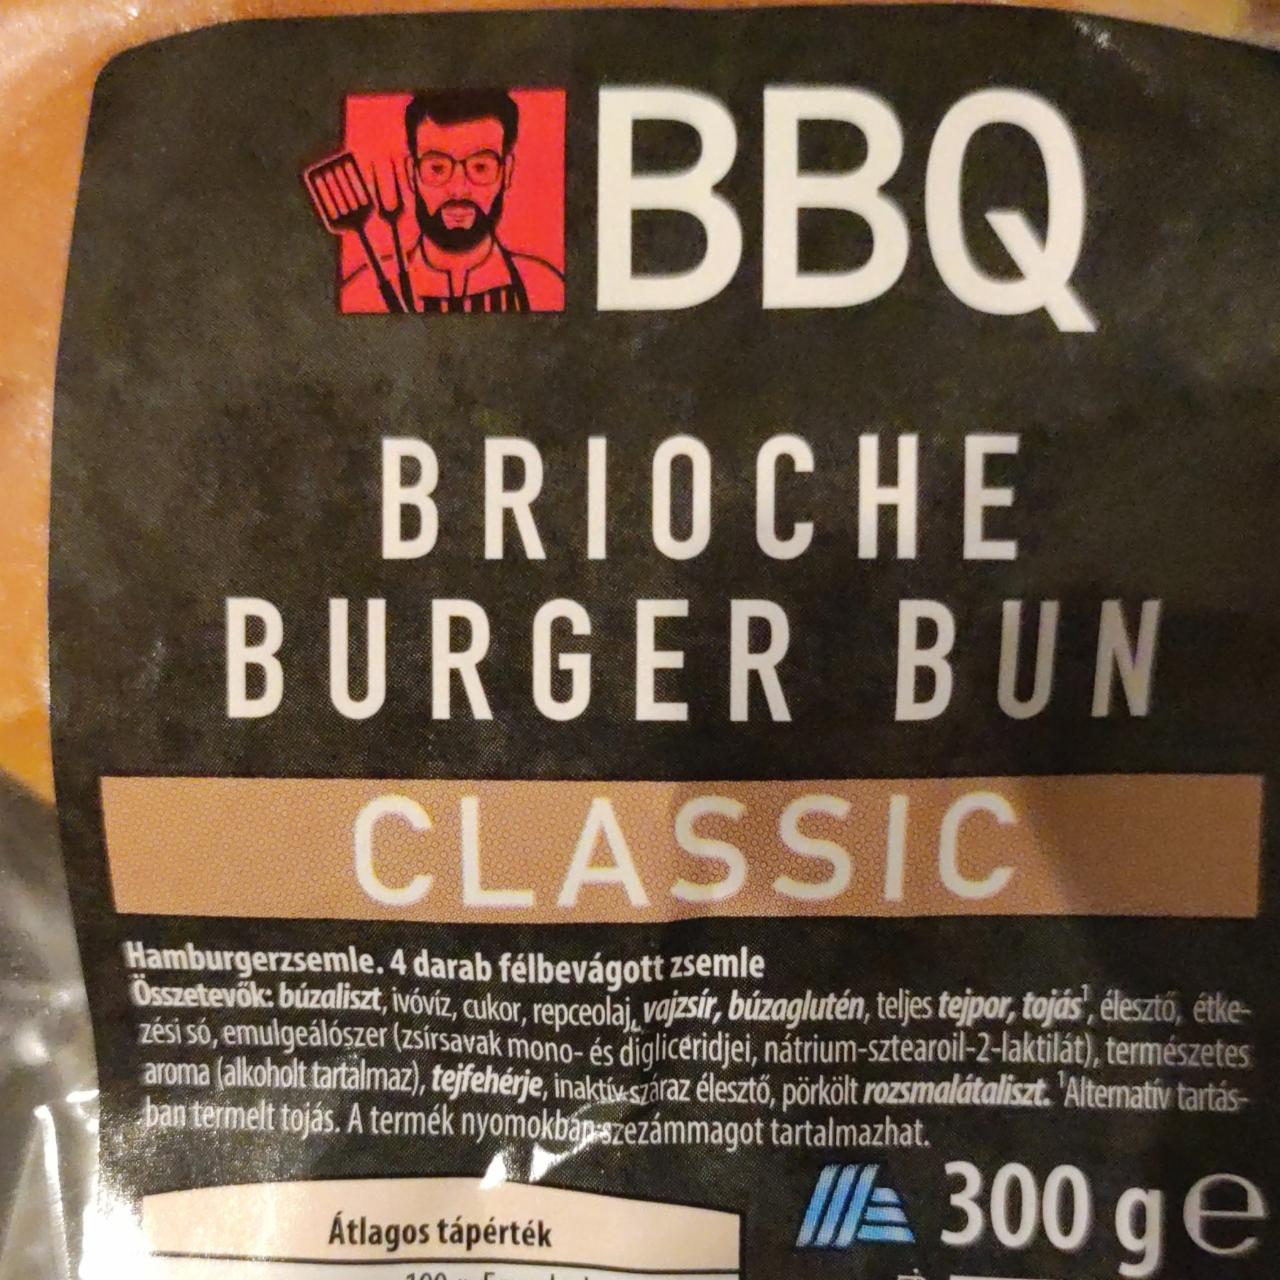 BBQ
BRIOCHE
BURGER BUN
CLASSIC
Hamburgerzsemle. 4 darab félbevágott zsemle
Összetevők: búzaliszt, ivóvíz, cukor, repceolaj, vajzsír, búzaglutén, teljes tejpor, tojás¹, élesztő, étke-
zési só, emulgeálószer (zsírsavak mono- és digliceridjei, nátrium-sztearoil-2-laktilát), természetes
aroma (alkoholt tartalmaz), tejfehérje, inaktív száraz élesztő, pörkölt rozsmalátaliszt. ¹Alternatív tartás-
ban termelt tojás. A termék nyomokban szezámmagot tartalmazhat.
300 g e
Átlagos tápérték